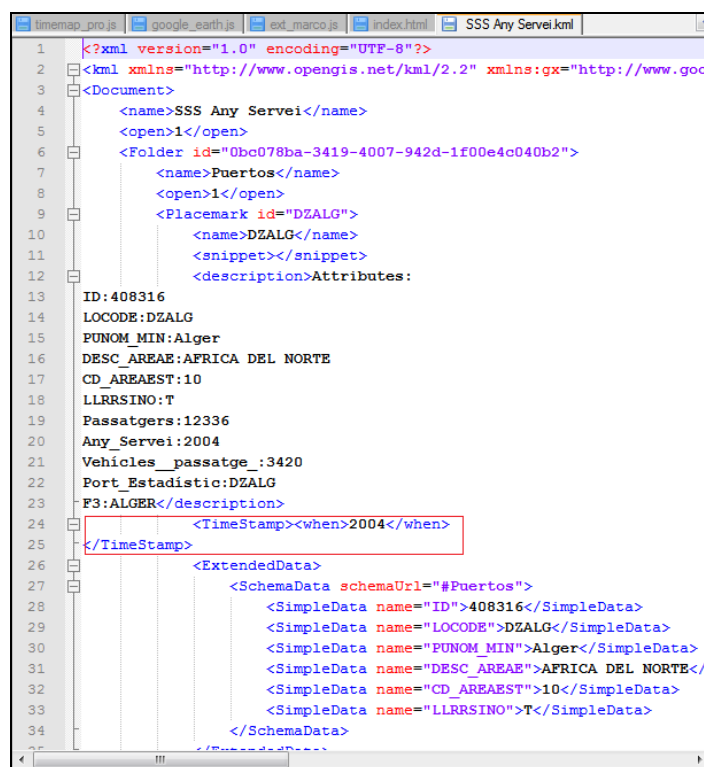 timemap_pro.js google_earth.js ext_marco.js index.html SSS Any Servei.kml
1 <?xml version="1.0" encoding="UTF-8"?>
2 <kml xmlns="http://www.opengis.net/kml/2.2" xmlns:gx="http://www.goo
3 <Document>
4 <name>SSS Any Servei</name>
5 <open>1</open>
6 <Folder id="0bc078ba-3419-4007-942d-1f00e4c040b2">
7 <name>Puertos</name>
8 <open>1</open>
9 <Placemark id="DZALG">
10 <name>DZALG</name>
11 <snippet></snippet>
12 <description>Attributes:
13 ID:408316
14 LOCODE:DZALG
15 PUNOM_MIN:Alger
16 DESC_AREAE:AFRICA DEL NORTE
17 CD_AREAEST:10
18 LLRRSINO:T
19 Passatgers:12336
20 Any_Servei:2004
21 Vehícles__passatge_:3420
22 Port_Estadístic:DZALG
23 F3:ALGER</description>
24 <TimeStamp><when>2004</when>
25 </TimeStamp>
26 <ExtendedData>
27 <SchemaData schemaUrl="#Puertos">
28 <SimpleData name="ID">408316</SimpleData>
29 <SimpleData name="LOCODE">DZALG</SimpleData>
30 <SimpleData name="PUNOM_MIN">Alger</SimpleData>
31 <SimpleData name="DESC_AREAE">AFRICA DEL NORTE</
32 <SimpleData name="CD_AREAEST">10</SimpleData>
33 <SimpleData name="LLRRSINO">T</SimpleData>
34 </SchemaData>